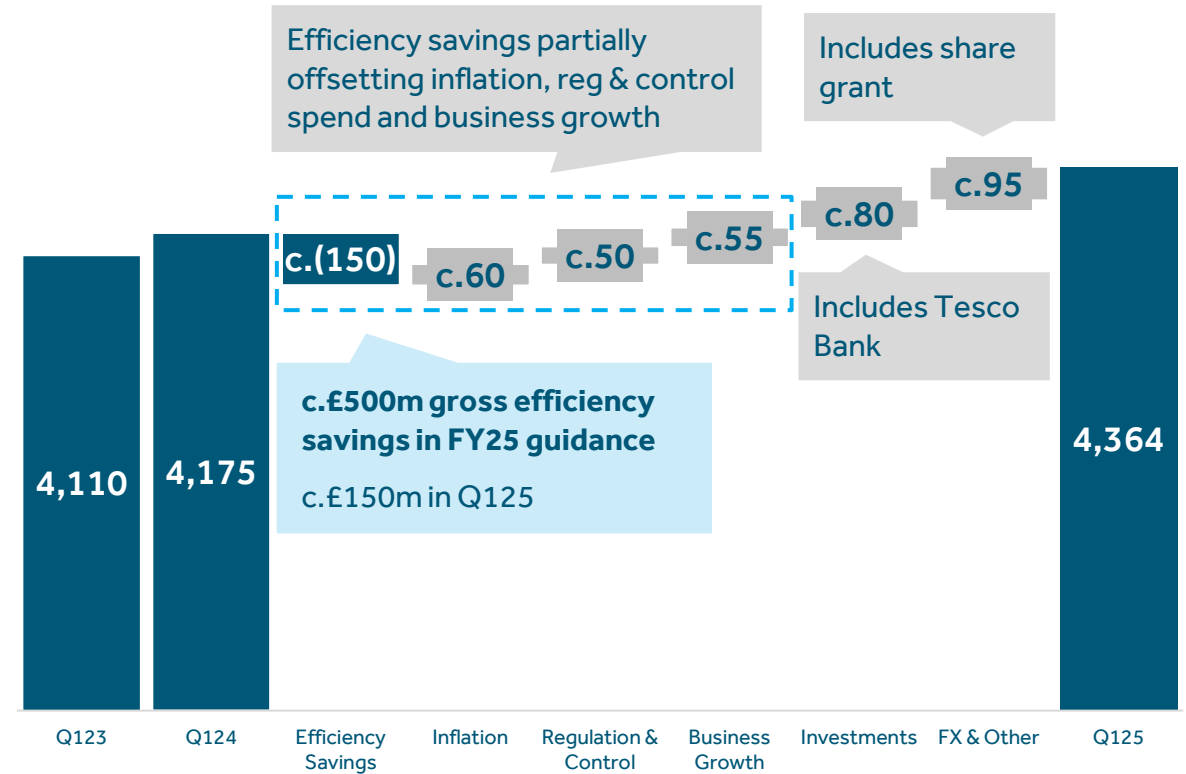 Efficiency savings partially
offsetting inflation, reg & control
spend and business growth
Includes share
grant
c.(150)
c.60
c.50
c.55
c.80
c.95
Includes Tesco
Bank
c.£500m gross efficiency
savings in FY25 guidance
c.£150m in Q125
4,110
4,175
4,364
Q123
Q124
Efficiency
Savings
Inflation
Regulation &
Control
Business
Growth
Investments
FX & Other
Q125